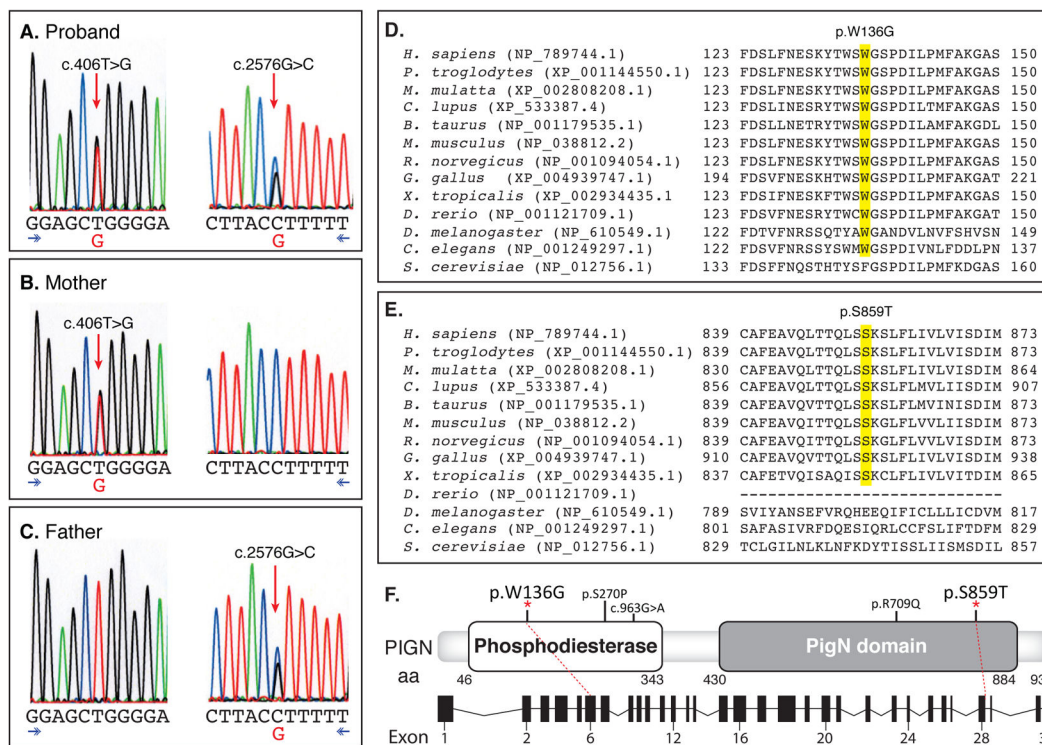 A. Proband
c.406T>G
c.2576G>C
GGAGCTGGGGA
CTTACCTTTTT
G
G
B. Mother
c.406T>G
GGAGCTGGGGA
CTTACCTTTTT
G
C. Father
c.2576G>C
GGAGCTGGGGA
CTTACCTTTTT
G
D.
p.W136G
H. sapiens (NP_789744.1) 123 FDSLFNESKYTWSWGSPDILPMFAKGAS 150
P. troglodytes (XP_001144550.1) 123 FDSLFNESKYTWSWGSPDILPMFAKGAS 150
M. mulatta (XP_002808208.1) 123 FDSLFNESKYTWSWGSPDILPMFAKGAS 150
C. lupus (XP_533387.4) 123 FDSLINESRYTWSWGSPDILTMFAKGAS 150
B. taurus (NP_001179535.1) 123 FDSLLNETRYTWSWGSPDILAMFAKGDL 150
M. musculus (NP_038812.2) 123 FDSLFNESKYTWSWGSPDILPMFAKGAS 150
R. norvegicus (NP_001094054.1) 123 FDSLFNESKYTWSWGSPDILPMFAKGAS 150
G. gallus (XP_004939747.1) 194 FDSVFNESKHTWSWGSPDILPMFAKGAT 221
X. tropicalis (XP_002934435.1 123 FDSIFNESKFTWSWGSPDILPMFAKGAS 150
D. rerio (NP_001121709.1) 123 FDSVFNESRYTWCWGSPDILPMFAKGAT 150
D. melanogaster (NP_610549.1) 122 FDTVFNRSSQTYAWGANDVLNVFSHVSN 149
C. elegans (NP_001249297.1) 122 FDSVFNRSSYSWMWGSPDIVNLFDDLPN 137
S. cerevisiae (NP_012756.1) 133 FDSFFNQSTHTYSFGSPDILPMFKDGAS 160
E.
p.S859T
H. sapiens (NP_789744.1) 839 CAFEAVQLTTQLSSKSLFLIVLVISDIM 873
P. troglodytes (XP_001144550.1) 839 CAFEAVQLTTQLSSKSLFLIVLVISDIM 873
M. mulatta (XP_002808208.1) 830 CAFEAVQLTTQLSSKSLFLIVLVISDIM 864
C. lupus (XP_533387.4) 856 CAFEAVQLTTQLSSKSLFLMVLIISDIM 907
B. taurus (NP_001179535.1) 839 CAFEAVQVTTQLSSKSLFLMVINISDIM 873
M. musculus (NP_038812.2) 839 CAFEAVQITTQLSSKGLFLIVLVISDIM 873
R. norvegicus (NP_001094054.1) 839 CAFEAVQLTTQLSSKGLFLIVLVISDIM 873
G. gallus (XP_004939747.1) 910 CAFEAVQVTTQLSSKSLFLIVLVISDIM 938
X. tropicalis (XP_002934435.1) 837 CAFETVQISAQISSKCLFLIVLVITDIM 865
D. rerio (NP_001121709.1) ----------------------------
D. melanogaster (NP_610549.1) 789 SVIYANSEFVRQHEEQIFICLLLICDVM 817
C. elegans (NP_001249297.1) 801 SAFASIVRFDQESIQRLCCFSLIFTDFM 829
S. cerevisiae (NP_012756.1) 829 TCLGILNLKLNFKDYTISSLIISMSDIL 857
F.
p.W136G p.S270P c.963G>A p.R709Q p.S859T
* *
PIGN Phosphodiesterase PigN domain
aa 46 343 430 884 93
Exon 1 2 6 12 16 20 24 28 3